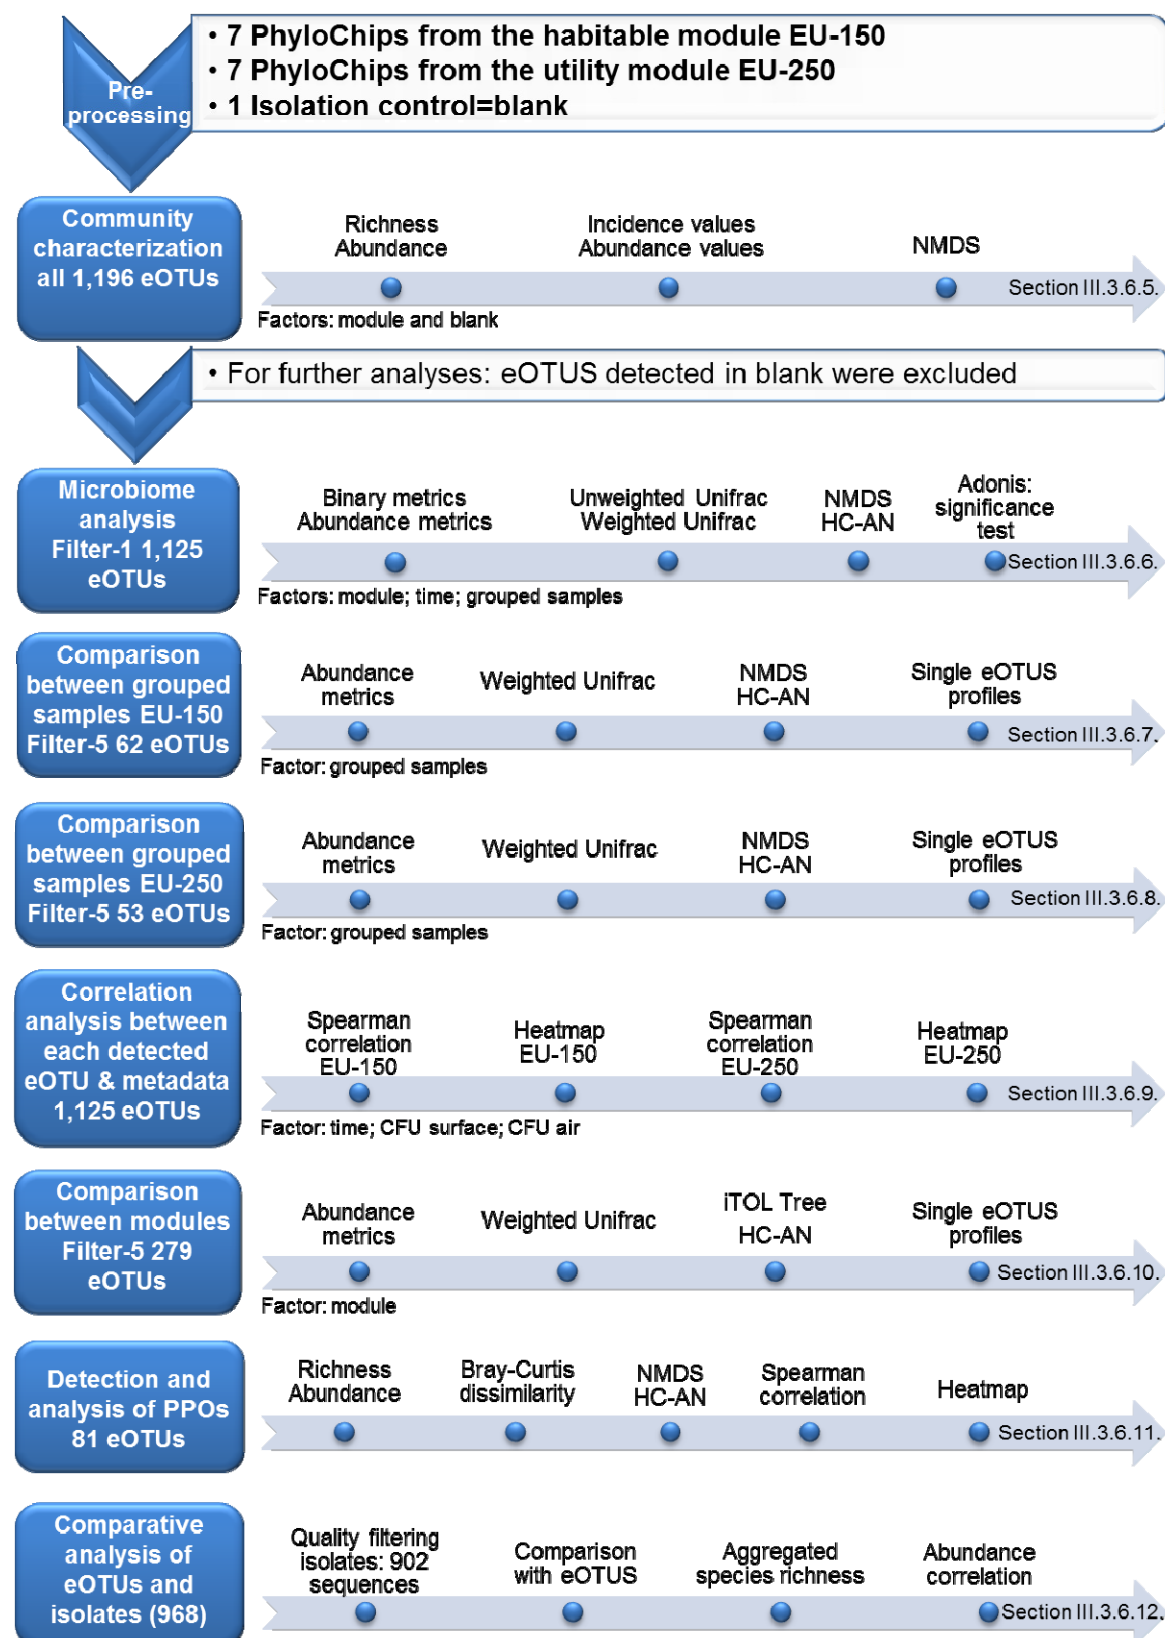 Pre-
processing
• 7 PhyloChips from the habitable module EU-150
• 7 PhyloChips from the utility module EU-250
• 1 Isolation control=blank
Community
characterization
all 1,196 eOTUs
Richness
Abundance
Incidence values
Abundance values
NMDS
Section III.3.6.5.
Factors: module and blank
• For further analyses: eOTUS detected in blank were excluded
Microbiome
analysis
Filter-1 1,125
eOTUs
Binary metrics
Abundance metrics
Unweighted Unifrac
Weighted Unifrac
NMDS
HC-AN
Adonis:
significance
test
Section III.3.6.6.
Factors: module; time; grouped samples
Comparison
between grouped
samples EU-150
Filter-5 62 eOTUs
Abundance
metrics
Weighted Unifrac
NMDS
HC-AN
Single eOTUS
profiles
Section III.3.6.7.
Factor: grouped samples
Comparison
between grouped
samples EU-250
Filter-5 53 eOTUs
Abundance
metrics
Weighted Unifrac
NMDS
HC-AN
Single eOTUS
profiles
Section III.3.6.8.
Factor: grouped samples
Correlation
analysis between
each detected
eOTU & metadata
1,125 eOTUs
Spearman
correlation
EU-150
Heatmap
EU-150
Spearman
correlation
EU-250
Heatmap
EU-250
Section III.3.6.9.
Factor: time; CFU surface; CFU air
Comparison
between modules
Filter-5 279
eOTUs
Abundance
metrics
Weighted Unifrac
iTOL Tree
HC-AN
Single eOTUS
profiles
Section III.3.6.10.
Factor: module
Detection and
analysis of PPOs
81 eOTUs
Richness
Abundance
Bray-Curtis
dissimilarity
NMDS
HC-AN
Spearman
correlation
Heatmap
Section III.3.6.11.
Comparative
analysis of
eOTUs and
isolates (968)
Quality filtering
isolates: 902
sequences
Comparison
with eOTUS
Aggregated
species richness
Abundance
correlation
Section III.3.6.12.